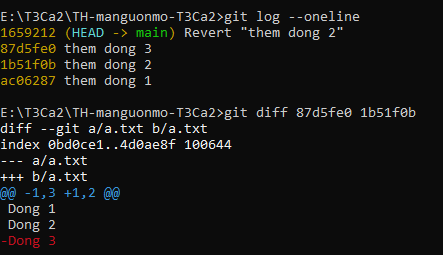 E:\T3Ca2\TH-manguonmo-T3Ca2>git log --oneline
1659212 (HEAD -> main) Revert "them dong 2"
87d5fe0 them dong 3
1b51f0b them dong 2
ac06287 them dong 1

E:\T3Ca2\TH-manguonmo-T3Ca2>git diff 87d5fe0 1b51f0b
diff --git a/a.txt b/a.txt
index 0bd0ce1..4d0ae8f 100644
--- a/a.txt
+++ b/a.txt
@@ -1,3 +1,2 @@
 Dong 1
 Dong 2
-Dong 3